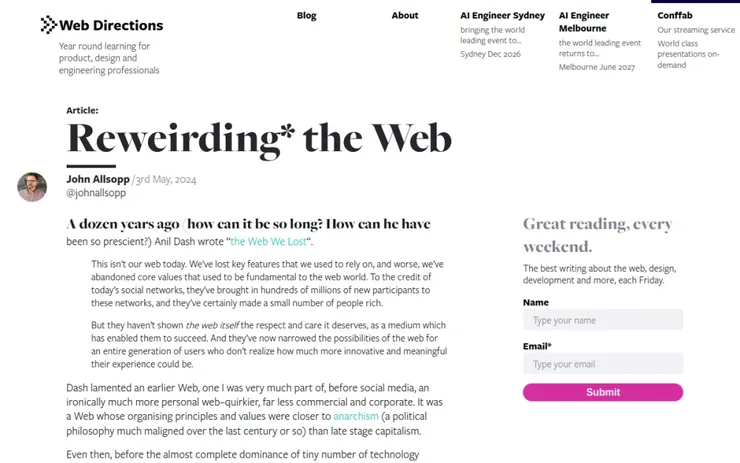 Web Directions
Year round learning for
product, design and
engineering professionals
Blog
About
AI Engineer Sydney
bringing the world
leading event to...
Sydney Dec 2026
AI Engineer
Melbourne
the world leading event
returns to...
Melbourne June 2027
Conffab
Our streaming service
World class
presentations on-
demand
Article:
Reweirding* the Web
John Allsopp /3rd May, 2024
@johnallsopp
A dozen years ago (how can it be so long? How can he have
been so prescient?) Anil Dash wrote “the Web We Lost“.
This isn’t our web today. We’ve lost key features that we used to rely on, and worse, we’ve
abandoned core values that used to be fundamental to the web world. To the credit of
today’s social networks, they’ve brought in hundreds of millions of new participants to
these networks, and they’ve certainly made a small number of people rich.
But they haven’t shown the web itself the respect and care it deserves, as a medium which
has enabled them to succeed. And they’ve now narrowed the possibilities of the web for
an entire generation of users who don’t realize how much more innovative and meaningful
their experience could be.
Dash lamented an earlier Web, one I was very much part of, before social media, an
ironically much more personal web–quirkier, far less commercial and corporate. It was
a Web whose organising principles and values were closer to anarchism (a political
philosophy much maligned over the last century or so) than late stage capitalism.
Even then, before the almost complete dominance of tiny number of technology
Great reading, every
weekend.
The best writing about the web, design,
development and more, each Friday.
Name
Type your name
Email*
Type your email
Submit